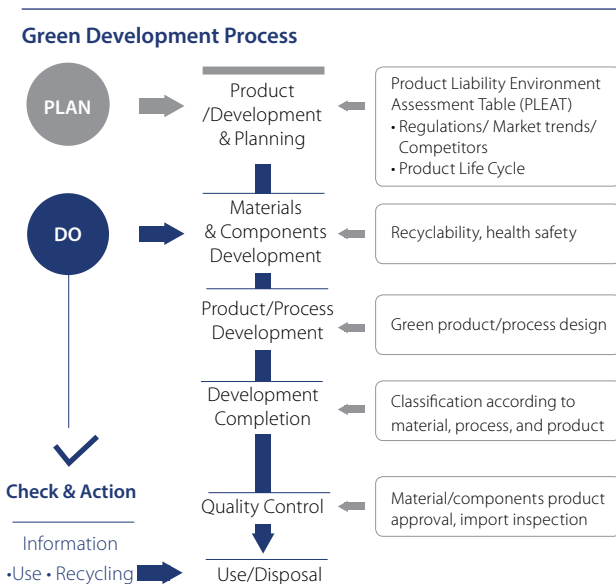 Green Development Process
PLAN
Product
/Development
& Planning
Product Liability Environment
Assessment Table (PLEAT)
• Regulations/ Market trends/
Competitors
• Product Life Cycle
DO
Materials
& Components
Development
Recyclability, health safety
Product/Process
Development
Green product/process design
Development
Completion
Classification according to
material, process, and product
Check & Action
Quality Control
Material/components product
approval, import inspection
Information
•Use • Recycling
Use/Disposal